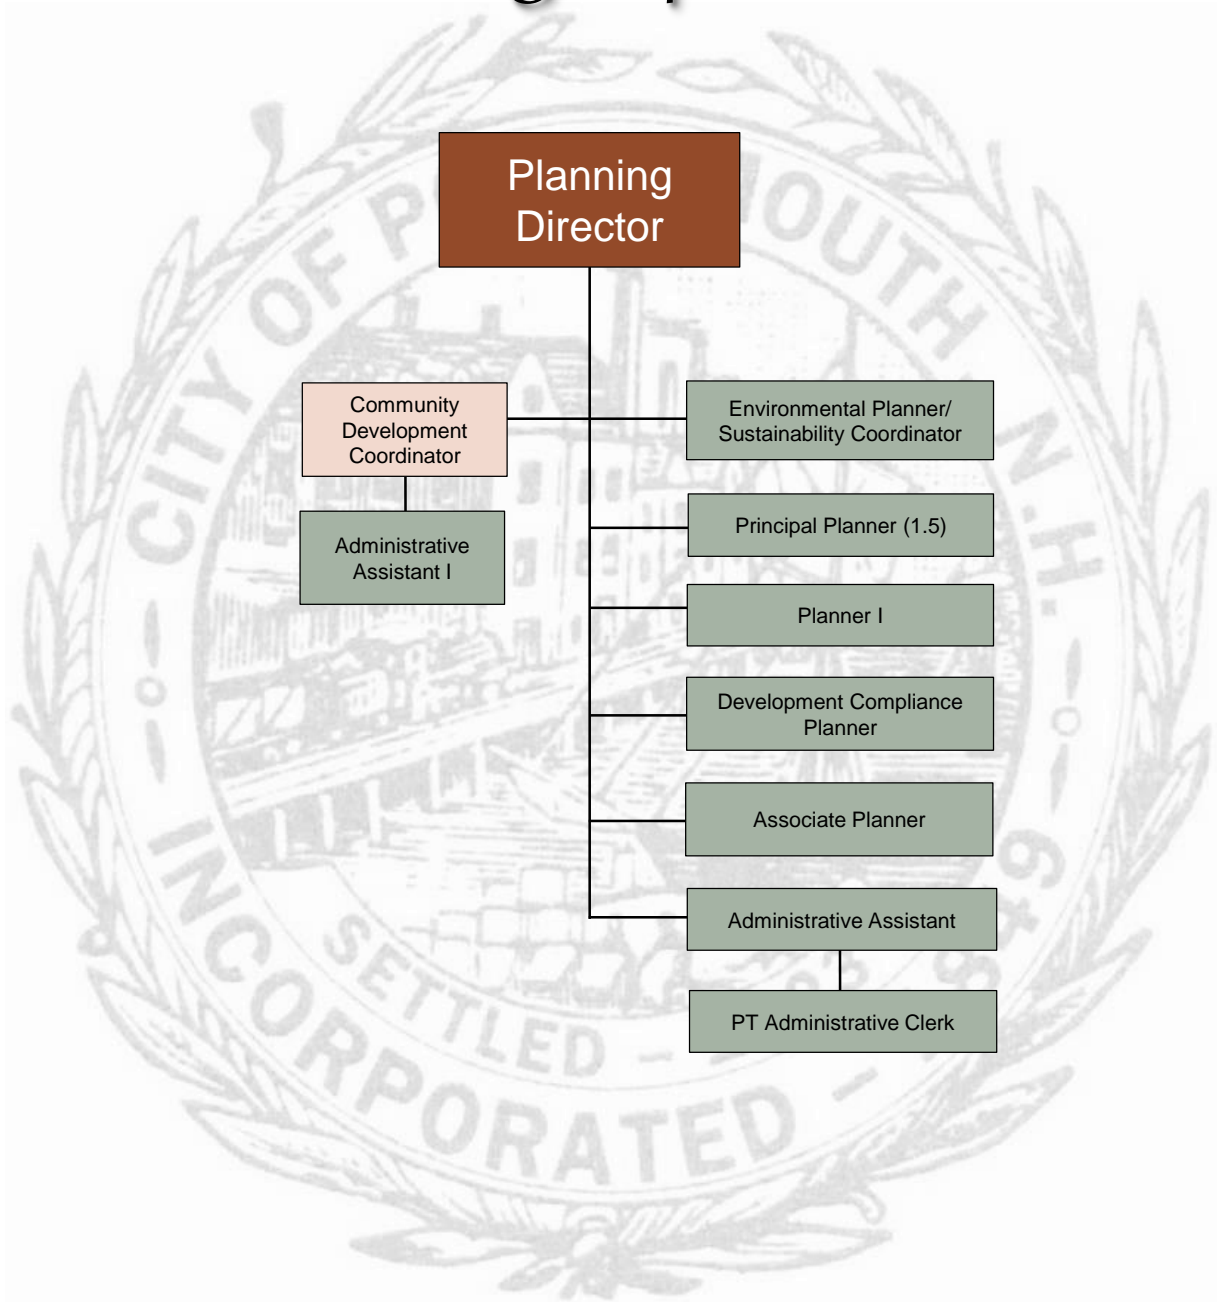 Planning
Director
Community
Development
Coordinator
Environmental Planner/
Sustainability Coordinator
Administrative
Assistant I
Principal Planner (1.5)
Planner I
Development Compliance
Planner
Associate Planner
Administrative Assistant
PT Administrative Clerk
CITY OF
N.H.
INCORPORATED
SETTLED